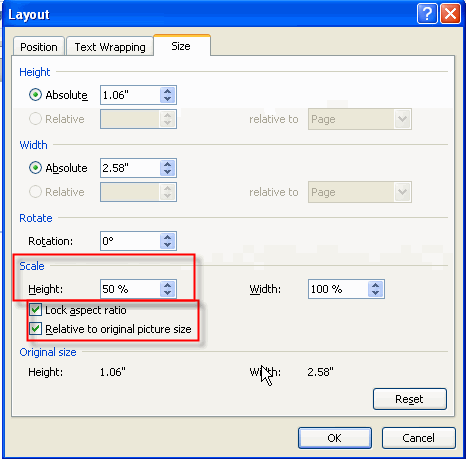 Layout
Position Text Wrapping Size
Height
Absolute 1.06"
Relative relative to Page
Width
Absolute 2.58"
Relative relative to Page
Rotate
Rotation: 0°
Scale
Height: 50 % Width: 100 %
Lock aspect ratio
Relative to original picture size
Original size
Height: 1.06" Width: 2.58"
Reset
OK Cancel